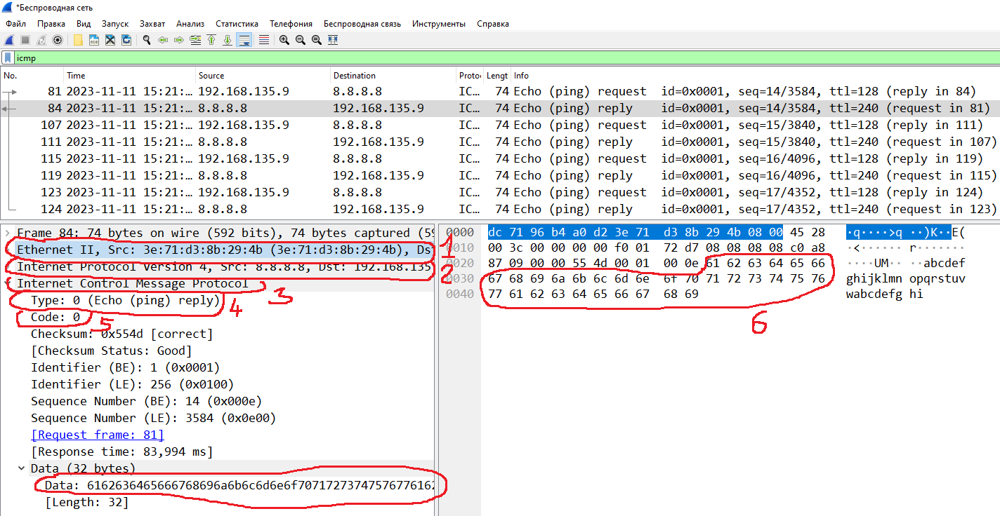 *Беспроводная сеть
Файл Правка Вид Запуск Захват Анализ Статистика Телефония Беспроводная связь Инструменты Справка
icmp
No. Time Source Destination Protoc Lengt Info
81 2023-11-11 15:21:… 192.168.135.9 8.8.8.8 IC… 74 Echo (ping) request id=0x0001, seq=14/3584, ttl=128 (reply in 84)
84 2023-11-11 15:21:… 8.8.8.8 192.168.135.9 IC… 74 Echo (ping) reply id=0x0001, seq=14/3584, ttl=240 (request in 81)
107 2023-11-11 15:21:… 192.168.135.9 8.8.8.8 IC… 74 Echo (ping) request id=0x0001, seq=15/3840, ttl=128 (reply in 111)
111 2023-11-11 15:21:… 8.8.8.8 192.168.135.9 IC… 74 Echo (ping) reply id=0x0001, seq=15/3840, ttl=240 (request in 107)
115 2023-11-11 15:21:… 192.168.135.9 8.8.8.8 IC… 74 Echo (ping) request id=0x0001, seq=16/4096, ttl=128 (reply in 119)
119 2023-11-11 15:21:… 8.8.8.8 192.168.135.9 IC… 74 Echo (ping) reply id=0x0001, seq=16/4096, ttl=240 (request in 115)
123 2023-11-11 15:21:… 192.168.135.9 8.8.8.8 IC… 74 Echo (ping) request id=0x0001, seq=17/4352, ttl=128 (reply in 124)
124 2023-11-11 15:21:… 8.8.8.8 192.168.135.9 IC… 74 Echo (ping) reply id=0x0001, seq=17/4352, ttl=240 (request in 123)
Frame 84: 74 bytes on wire (592 bits), 74 bytes captured (59
Ethernet II, Src: 3e:71:d3:8b:29:4b (3e:71:d3:8b:29:4b), Ds 1
Internet Protocol Version 4, Src: 8.8.8.8, Dst: 192.168.135 2
Internet Control Message Protocol 3
Type: 0 (Echo (ping) reply) 4
Code: 0 5
Checksum: 0x554d [correct]
[Checksum Status: Good]
Identifier (BE): 1 (0x0001)
Identifier (LE): 256 (0x0100)
Sequence Number (BE): 14 (0x000e)
Sequence Number (LE): 3584 (0x0e00)
[Request frame: 81]
[Response time: 83,994 ms]
Data (32 bytes)
Data: 6162636465666768696a6b6c6d6e6f7071727374757677616​2
[Length: 32]
0000 dc 71 96 b4 a0 d2 3e 71 d3 8b 29 4b 08 00 45 28 ·q····>q ··)K··E(
0010 00 3c 00 00 00 00 f0 01 72 d7 08 08 08 08 c0 a8 ·<······ r·······
0020 87 09 00 00 55 4d 00 01 00 0e 61 62 63 64 65 66 ····UM·· ··abcdef
0030 67 68 69 6a 6b 6c 6d 6e 6f 70 71 72 73 74 75 76 ghijklmn opqrstuv
0040 77 61 62 63 64 65 66 67 68 69 wabcdefg hi
6